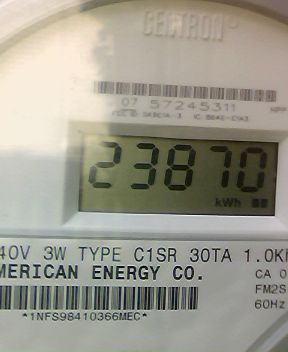 CENTRON
07 57245311
23870
kWh
40V 3W TYPE C1SR 30TA 1.0K
MERICAN ENERGY CO.
CA 0
FM2S
60Hz
*1NFS98410366MEC*